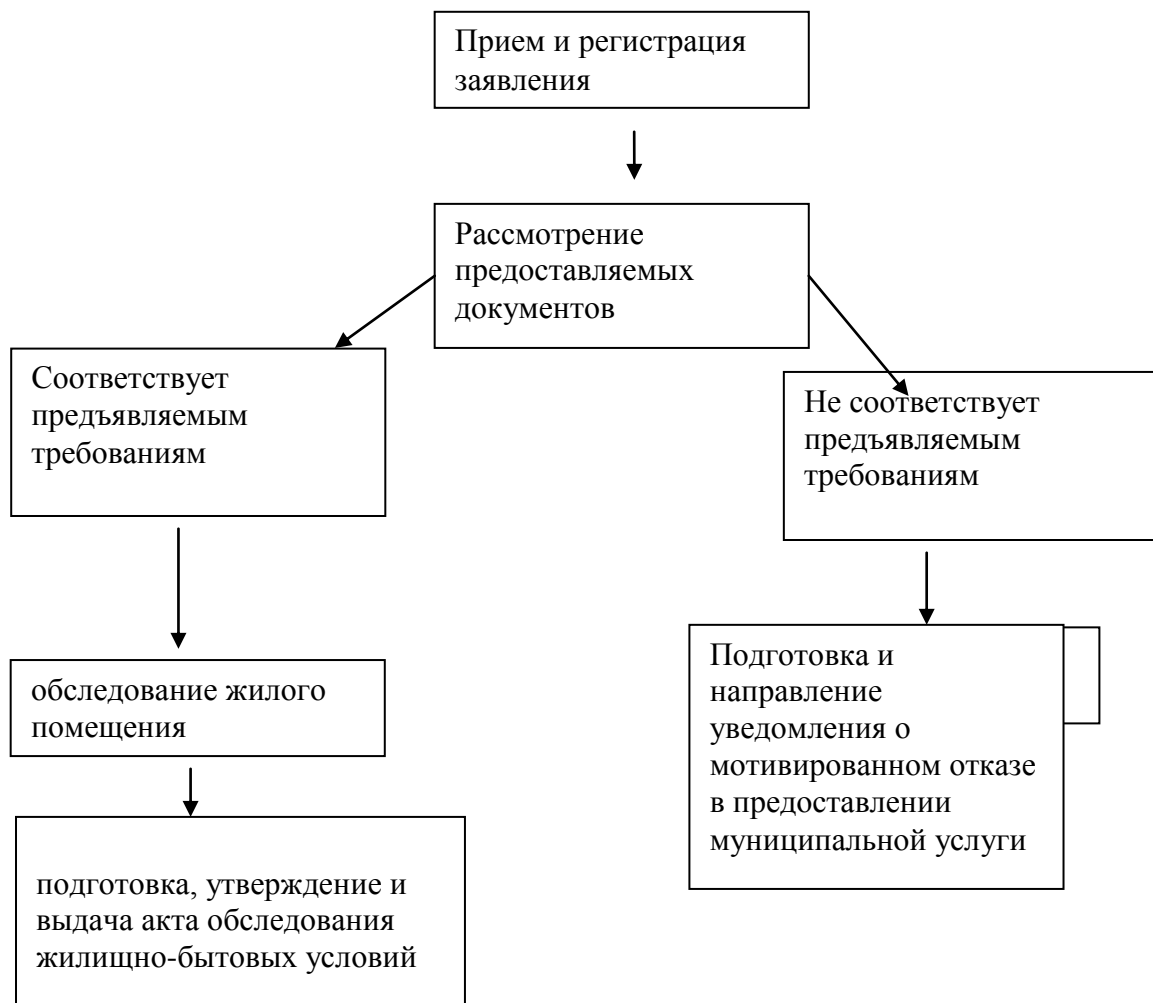 Прием и регистрация
заявления
Рассмотрение
предоставляемых
документов
Соответствует
предъявляемым
требованиям
Не соответствует
предъявляемым
требованиям
обследование жилого
помещения
Подготовка и
направление
уведомления о
мотивированном отказе
в предоставлении
муниципальной услуги
подготовка, утверждение и
выдача акта обследования
жилищно-бытовых условий